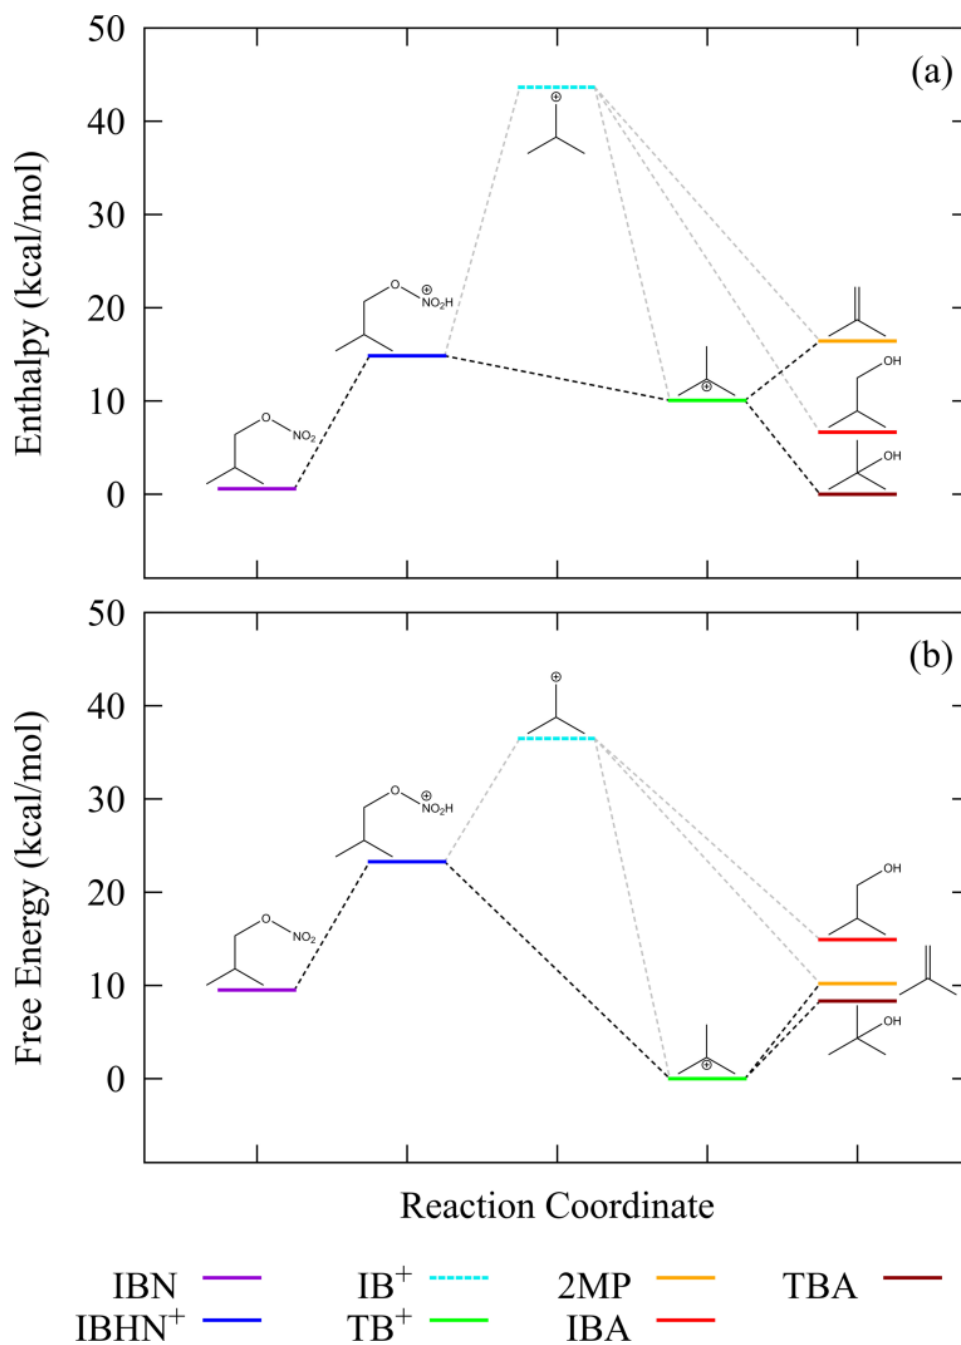 (a)
Enthalpy (kcal/mol)
50
40
30
20
10
0
⊕
O
⊕
NO2H
O
NO2
⊕
OH
OH
(b)
Free Energy (kcal/mol)
50
40
30
20
10
0
⊕
O
⊕
NO2H
O
NO2
OH
⊕
OH
Reaction Coordinate
IBN IB+ 2MP TBA
IBHN+ TB+ IBA